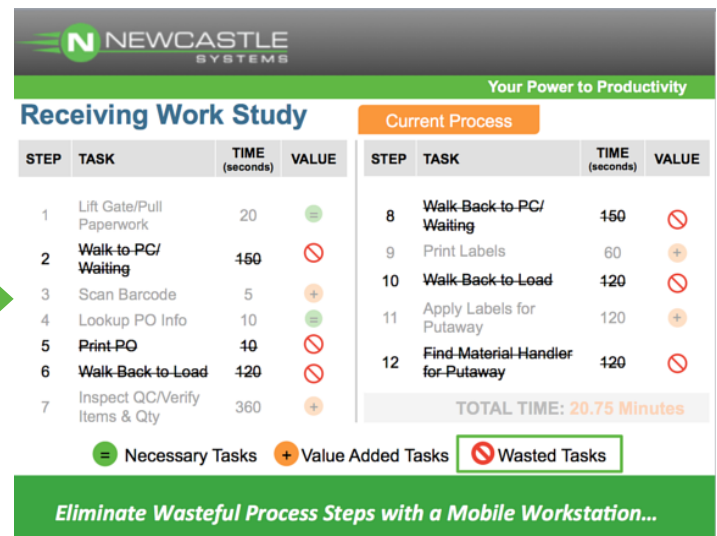 N NEWCASTLE
SYSTEMS
Your Power to Productivity
Receiving Work Study
Current Process
STEP TASK TIME (seconds) VALUE
1 Lift Gate/Pull Paperwork 20 =
2 Walk to PC/ Waiting 150
3 Scan Barcode 5 +
4 Lookup PO Info 10 =
5 Print PO 10
6 Walk Back to Load 120
7 Inspect QC/Verify Items & Qty 360 +
STEP TASK TIME (seconds) VALUE
8 Walk Back to PC/ Waiting 150
9 Print Labels 60 +
10 Walk Back to Load 120
11 Apply Labels for Putaway 120 +
12 Find Material Handler for Putaway 120
TOTAL TIME: 20.75 Minutes
= Necessary Tasks + Value Added Tasks Wasted Tasks
Eliminate Wasteful Process Steps with a Mobile Workstation...